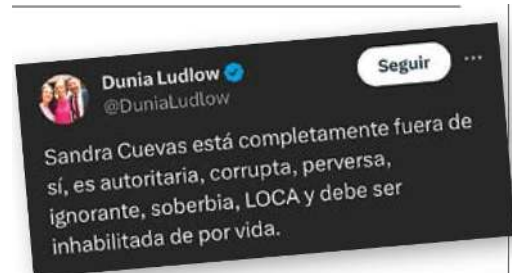 Dunia Ludlow
@DuniaLudlow
Seguir
Sandra Cuevas está completamente fuera de
sí, es autoritaria, corrupta, perversa,
ignorante, soberbia, LOCA y debe ser
inhabilitada de por vida.